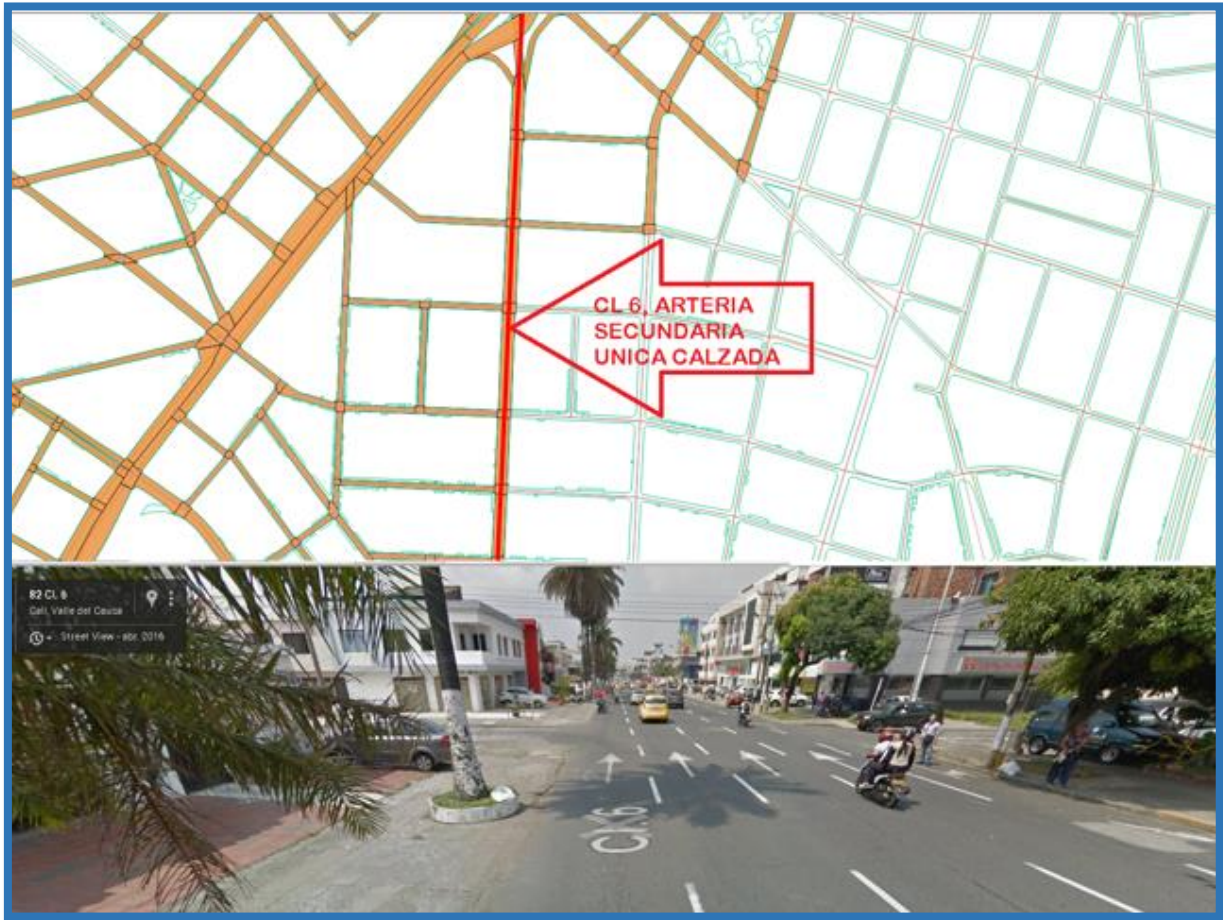 CL 6, ARTERIA
SECUNDARIA
UNICA CALZADA
82 CL 6
Cali, Valle del Cauca
Street View - abr. 2016
Cl. 6